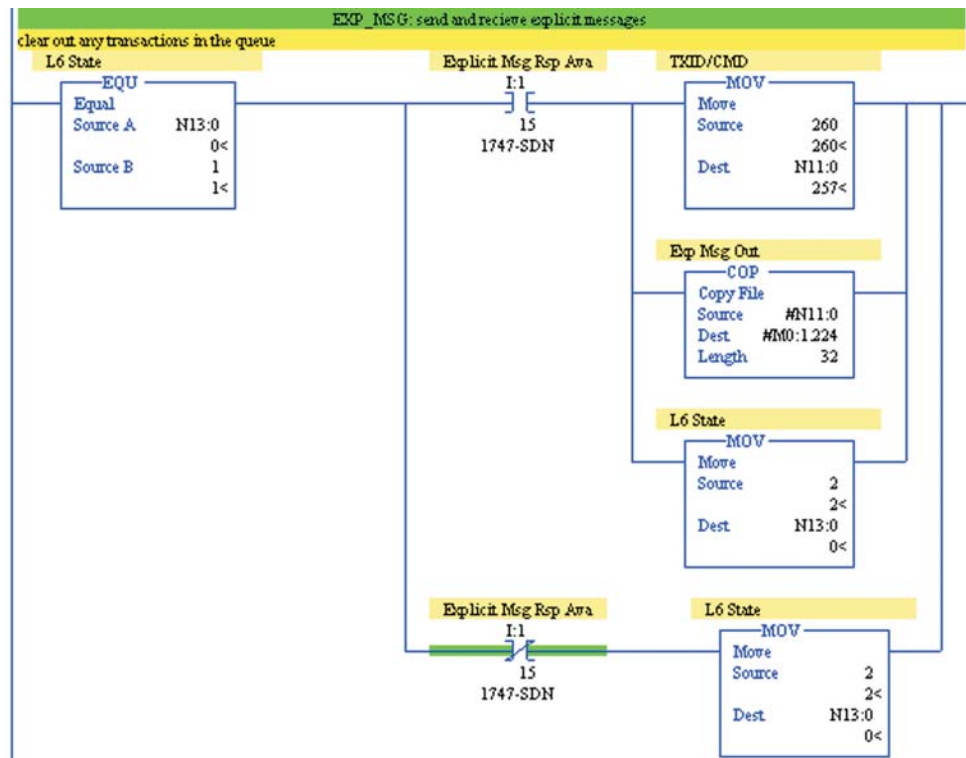 EXP_MSG: send and recieve explicit messages
clear out any transactions in the queue
L6 State
EQU
Equal
Source A N13:0
0<
Source B 1
1<
Explicit Msg Rsp Ava
I:1
15
1747-SDN
TXID/CMD
MOV
Move
Source 260
260<
Dest N11:0
257<
Exp Msg Out
COP
Copy File
Source #N11:0
Dest #M0:1.224
Length 32
L6 State
MOV
Move
Source 2
2<
Dest N13:0
0<
Explicit Msg Rsp Ava
I:1
15
1747-SDN
L6 State
MOV
Move
Source 2
2<
Dest N13:0
0<